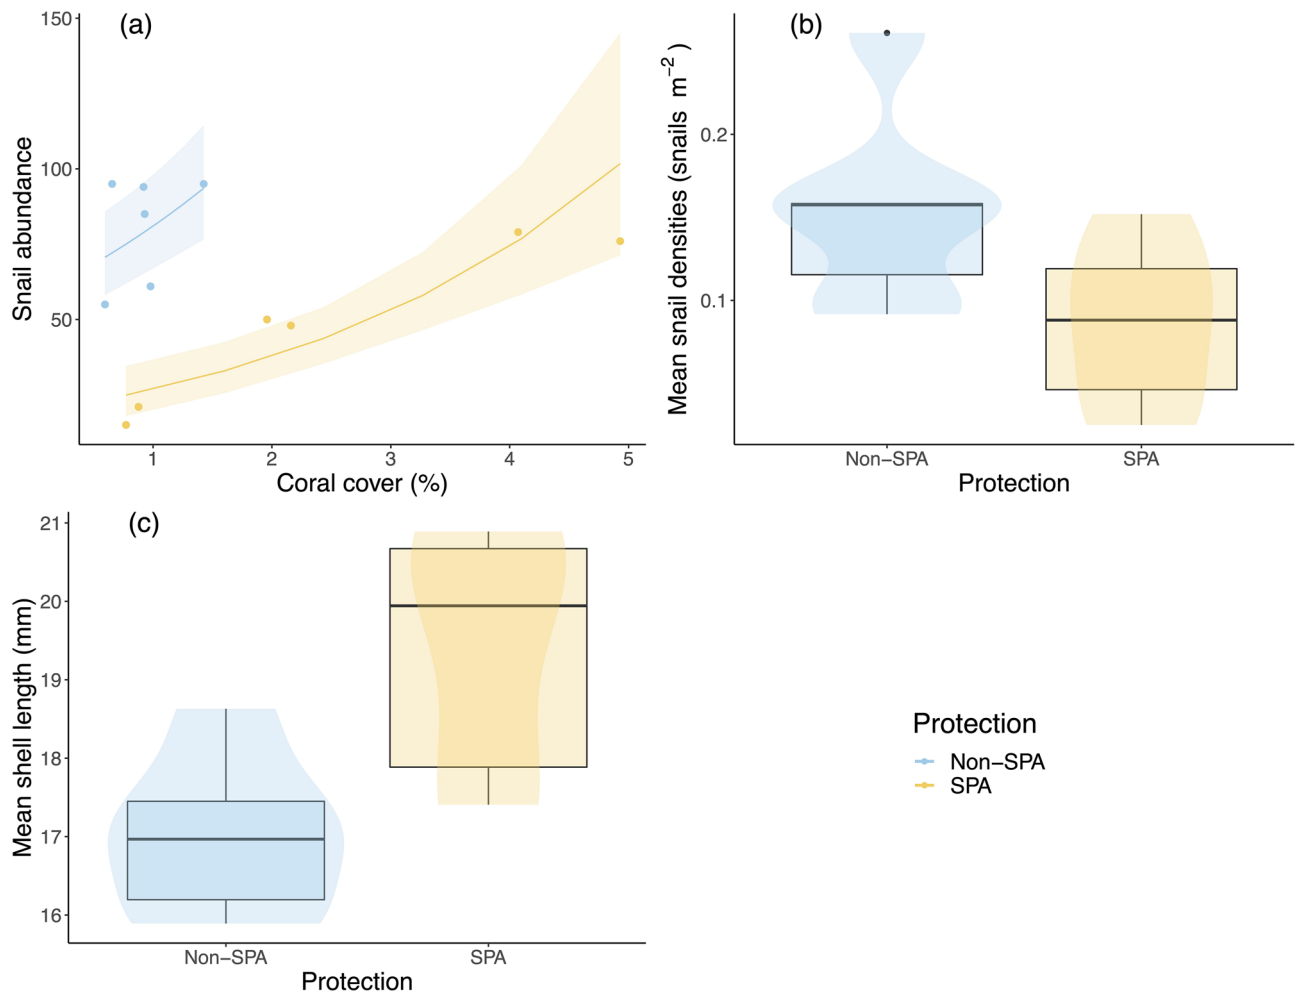 (a)
Snail abundance
150
100
50
1 2 3 4 5
Coral cover (%)
(b)
Mean snail densities (snails m⁻²)
0.2
0.1
Non−SPA SPA
Protection
(c)
Mean shell length (mm)
21
20
19
18
17
16
Non−SPA SPA
Protection
Protection
Non−SPA
SPA